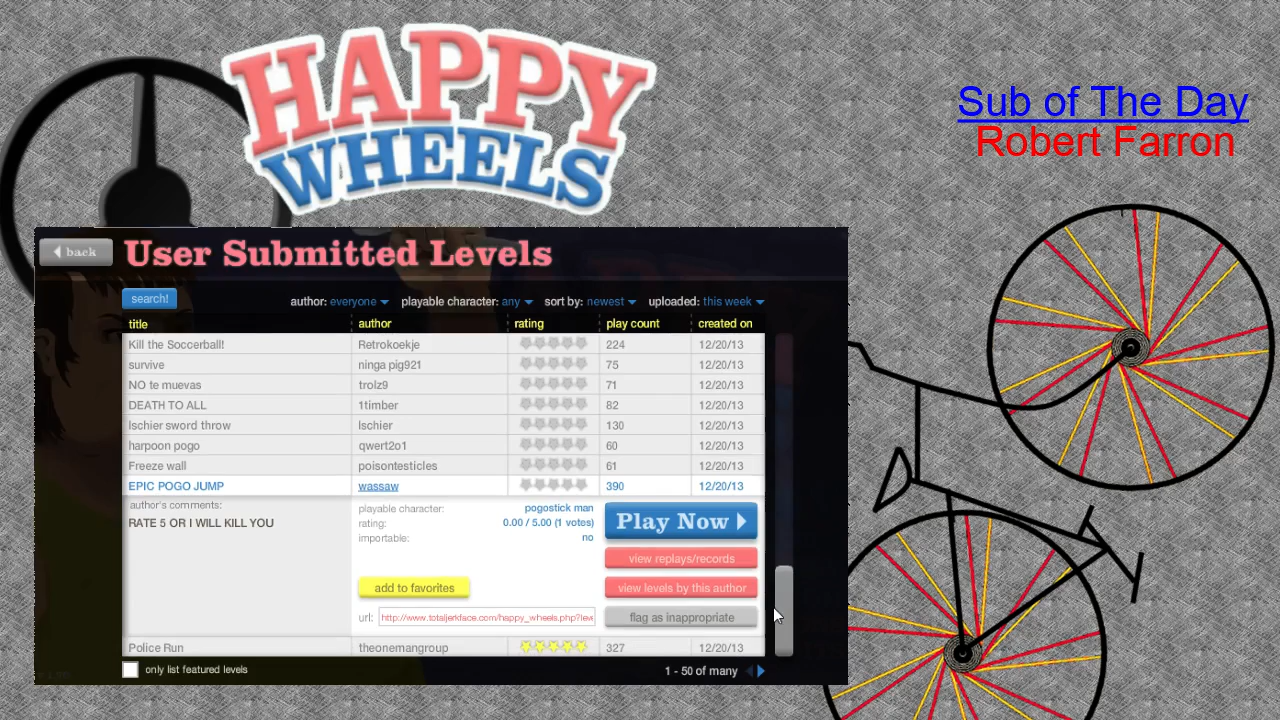 HAPPY
WHEELS
Sub of The Day
Robert Farron
back
User Submitted Levels
search!
author: everyone playable character: any sort by: newest uploaded: this week
title author rating play count created on
Kill the Soccerball! Retrokoekje 224 12/20/13
survive ninga pig921 75 12/20/13
NO te muevas trolz9 71 12/20/13
DEATH TO ALL 1timber 82 12/20/13
lschier sword throw lschier 130 12/20/13
harpoon pogo qwert2o1 60 12/20/13
Freeze wall poisontesticles 61 12/20/13
EPIC POGO JUMP wassaw 390 12/20/13
author's comments:
RATE 5 OR I WILL KILL YOU
playable character: pogostick man
rating: 0.00 / 5.00 (1 votes)
importable: no
Play Now
view replays/records
add to favorites
view levels by this author
url: http://www.totaljerkface.com/happy_wheels.php?leve
flag as inappropriate
Police Run theonemangroup 327 12/20/13
only list featured levels
1 - 50 of many